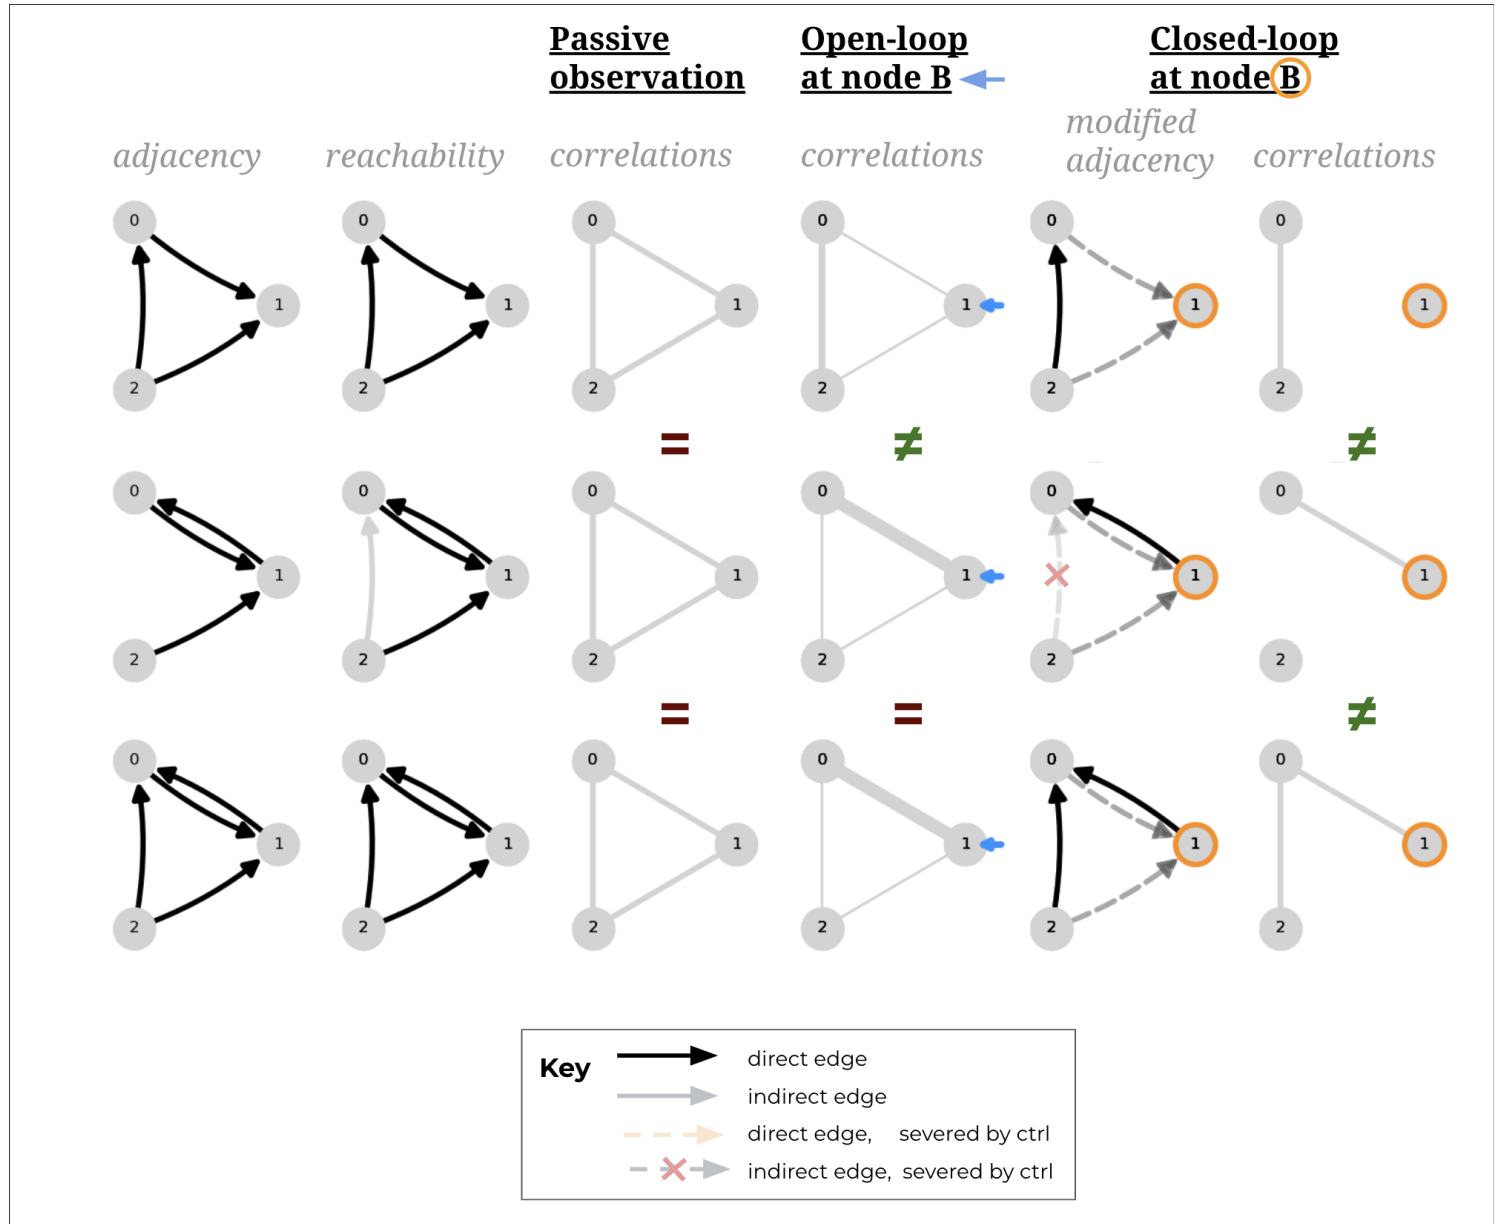 Passive
observation
Open-loop
at node B
Closed-loop
at node B
adjacency
reachability
correlations
correlations
modified
adjacency
correlations
0 0 0 0 0 0
1 1 1 1 1 1
2 2 2 2 2 2
= ≠ ≠
0 0 0 0 0 0
1 1 1 1 1 1
2 2 2 2 2 2
= = ≠
0 0 0 0 0 0
1 1 1 1 1 1
2 2 2 2 2 2
Key
direct edge
indirect edge
direct edge, severed by ctrl
indirect edge, severed by ctrl